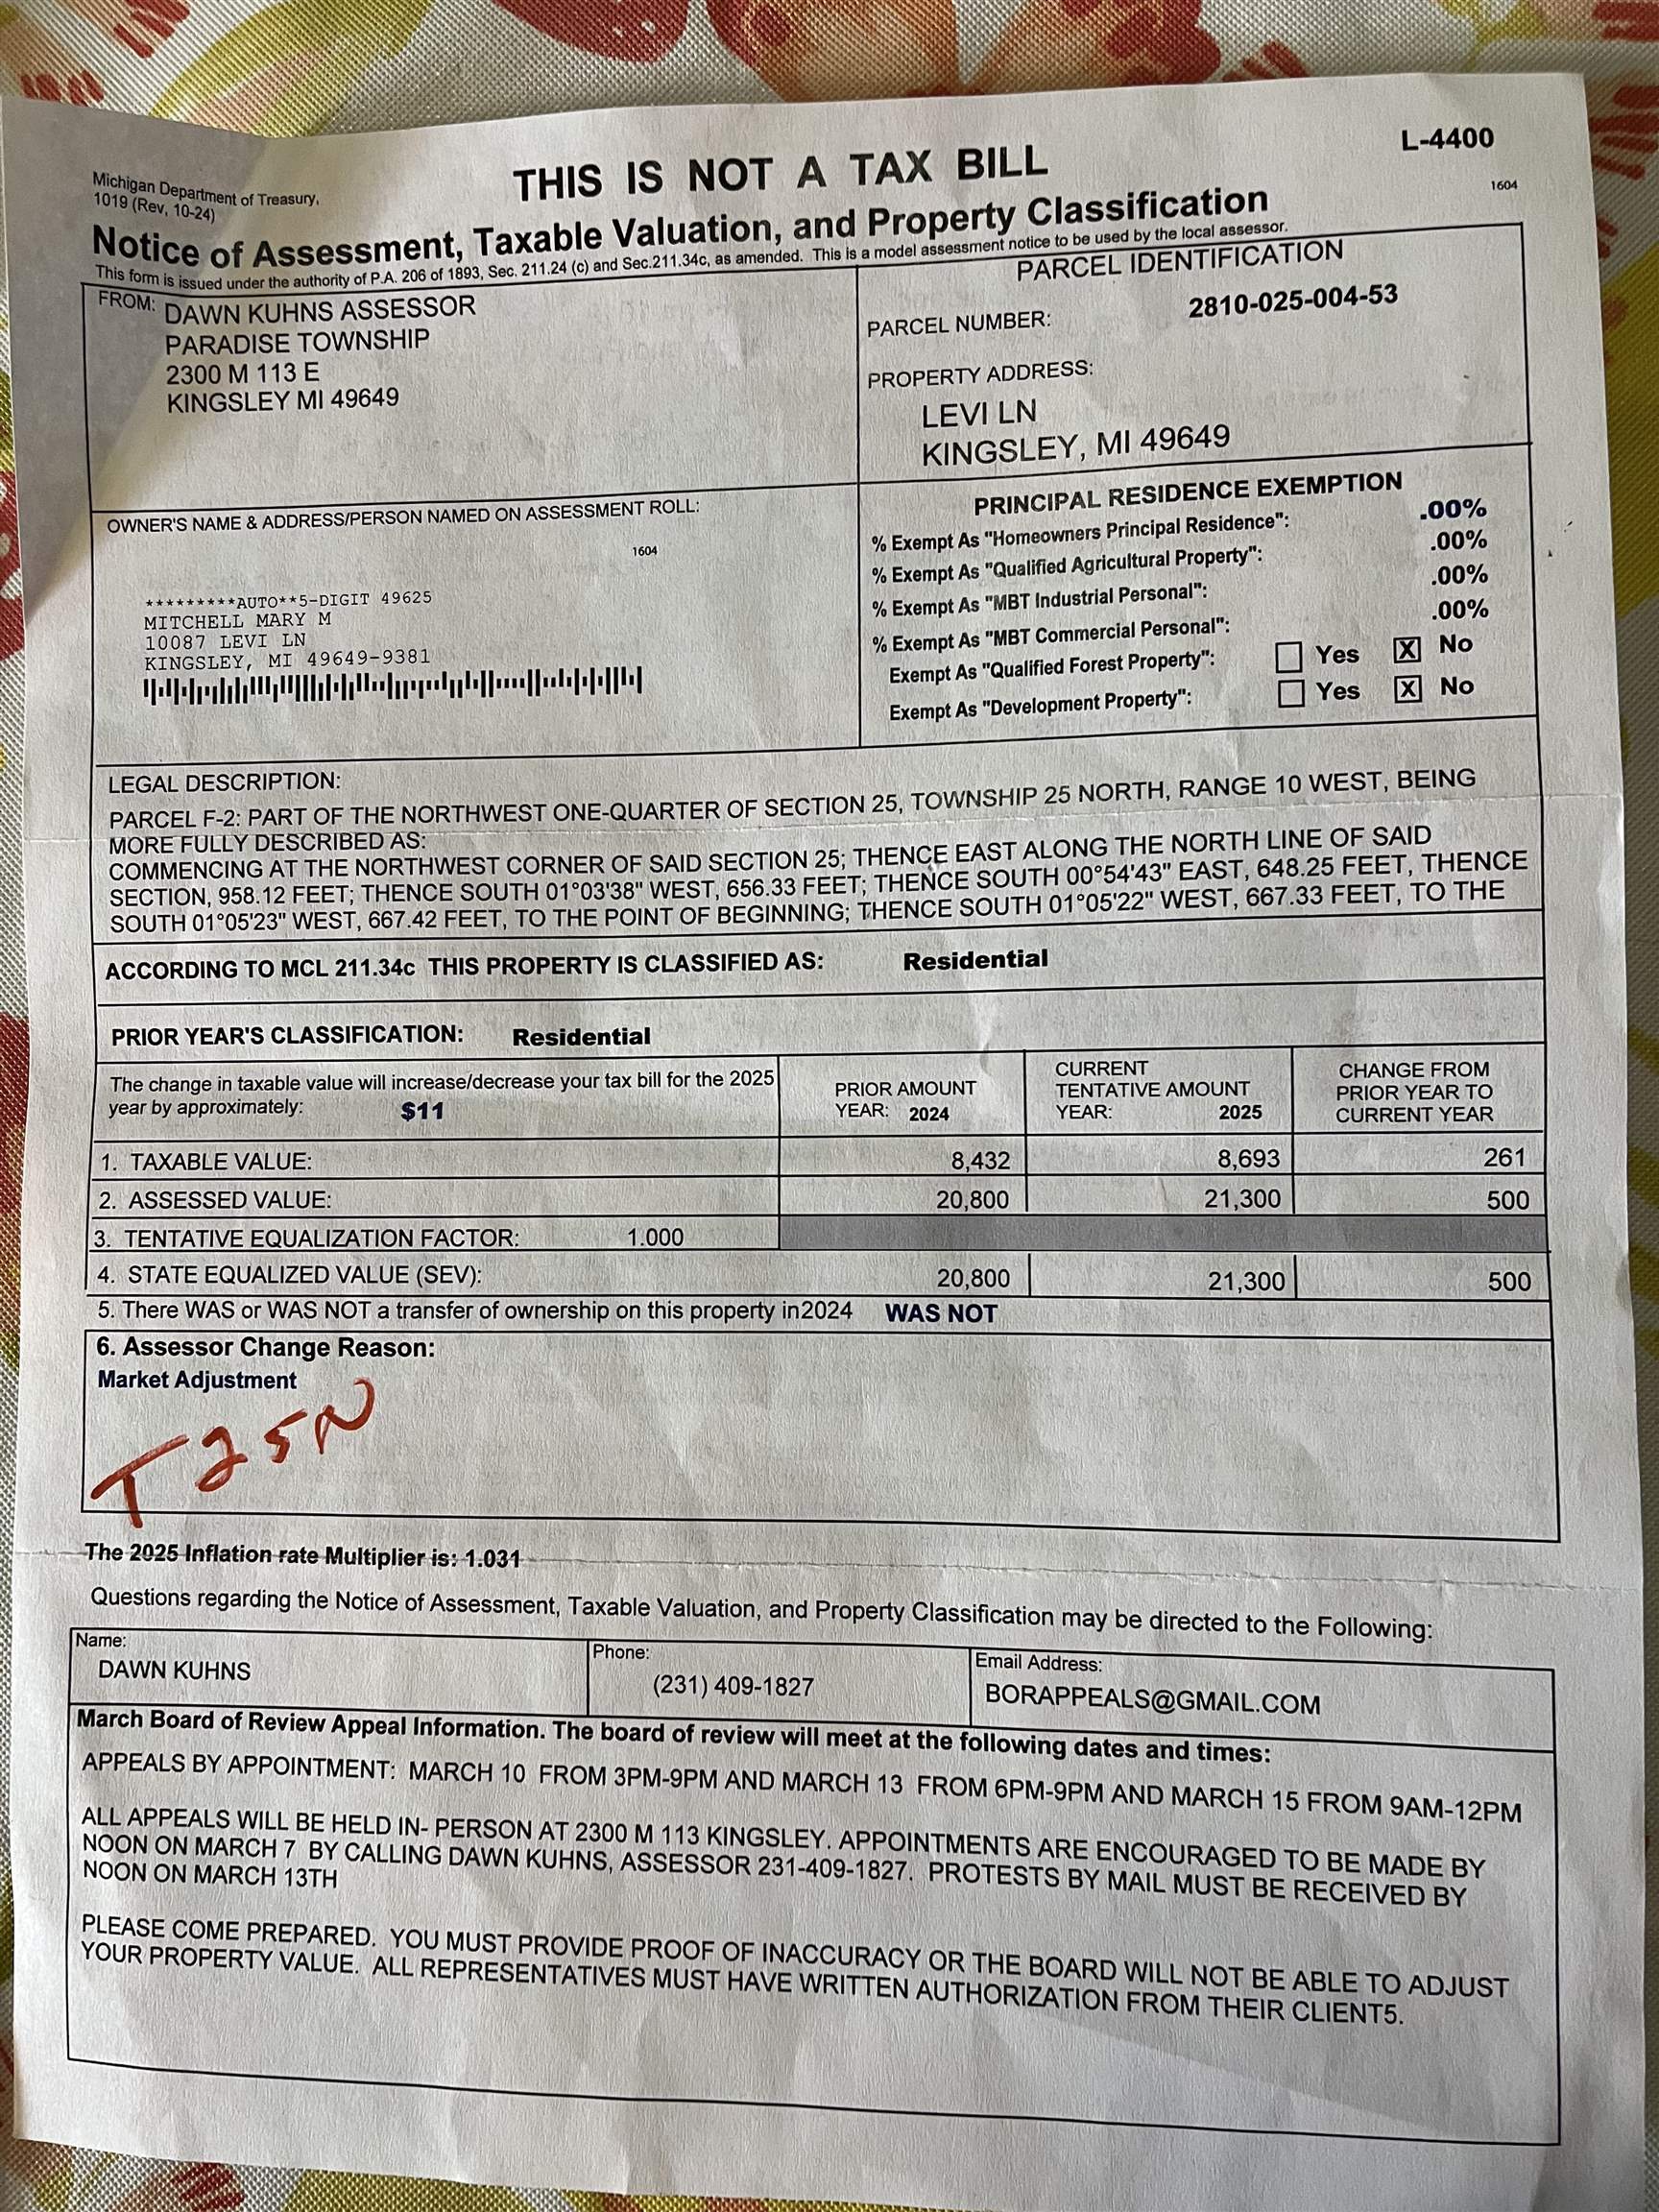 L-4400
Michigan Department of Treasury,
1019 (Rev, 10-24)
THIS IS NOT A TAX BILL
1604
Notice of Assessment, Taxable Valuation, and Property Classification
This form is issued under the authority of P.A. 206 of 1893, Sec. 211.24 (c) and Sec.211.34c, as amended. This is a model assessment notice to be used by the local assessor.
FROM: DAWN KUHNS ASSESSOR
PARADISE TOWNSHIP
2300 M 113 E
KINGSLEY MI 49649
PARCEL IDENTIFICATION
PARCEL NUMBER: 2810-025-004-53
PROPERTY ADDRESS:
LEVI LN
KINGSLEY, MI 49649
OWNER'S NAME & ADDRESS/PERSON NAMED ON ASSESSMENT ROLL:
1604
*********AUTO**5-DIGIT 49625
MITCHELL MARY M
10087 LEVI LN
KINGSLEY, MI 49649-9381
PRINCIPAL RESIDENCE EXEMPTION
% Exempt As "Homeowners Principal Residence": .00%
% Exempt As "Qualified Agricultural Property": .00%
% Exempt As "MBT Industrial Personal": .00%
% Exempt As "MBT Commercial Personal": .00%
Exempt As "Qualified Forest Property": Yes X No
Exempt As "Development Property": Yes X No
LEGAL DESCRIPTION:
PARCEL F-2: PART OF THE NORTHWEST ONE-QUARTER OF SECTION 25, TOWNSHIP 25 NORTH, RANGE 10 WEST, BEING
MORE FULLY DESCRIBED AS:
COMMENCING AT THE NORTHWEST CORNER OF SAID SECTION 25; THENCE EAST ALONG THE NORTH LINE OF SAID
SECTION, 958.12 FEET; THENCE SOUTH 01°03'38" WEST, 656.33 FEET; THENCE SOUTH 00°54'43" EAST, 648.25 FEET, THENCE
SOUTH 01°05'23" WEST, 667.42 FEET, TO THE POINT OF BEGINNING; THENCE SOUTH 01°05'22" WEST, 667.33 FEET, TO THE
ACCORDING TO MCL 211.34c THIS PROPERTY IS CLASSIFIED AS: Residential
PRIOR YEAR'S CLASSIFICATION: Residential
The change in taxable value will increase/decrease your tax bill for the 2025
year by approximately: $11
PRIOR AMOUNT
YEAR: 2024
CURRENT
TENTATIVE AMOUNT
YEAR: 2025
CHANGE FROM
PRIOR YEAR TO
CURRENT YEAR
1. TAXABLE VALUE: 8,432 8,693 261
2. ASSESSED VALUE: 20,800 21,300 500
3. TENTATIVE EQUALIZATION FACTOR: 1.000
4. STATE EQUALIZED VALUE (SEV): 20,800 21,300 500
5. There WAS or WAS NOT a transfer of ownership on this property in2024 WAS NOT
6. Assessor Change Reason:
Market Adjustment
T 25N
The 2025 Inflation rate Multiplier is: 1.031
Questions regarding the Notice of Assessment, Taxable Valuation, and Property Classification may be directed to the Following:
Name:
DAWN KUHNS
Phone:
(231) 409-1827
Email Address:
BORAPPEALS@GMAIL.COM
March Board of Review Appeal Information. The board of review will meet at the following dates and times:
APPEALS BY APPOINTMENT: MARCH 10 FROM 3PM-9PM AND MARCH 13 FROM 6PM-9PM AND MARCH 15 FROM 9AM-12PM
ALL APPEALS WILL BE HELD IN- PERSON AT 2300 M 113 KINGSLEY. APPOINTMENTS ARE ENCOURAGED TO BE MADE BY
NOON ON MARCH 7 BY CALLING DAWN KUHNS, ASSESSOR 231-409-1827. PROTESTS BY MAIL MUST BE RECEIVED BY
NOON ON MARCH 13TH
PLEASE COME PREPARED. YOU MUST PROVIDE PROOF OF INACCURACY OR THE BOARD WILL NOT BE ABLE TO ADJUST
YOUR PROPERTY VALUE. ALL REPRESENTATIVES MUST HAVE WRITTEN AUTHORIZATION FROM THEIR CLIENT5.